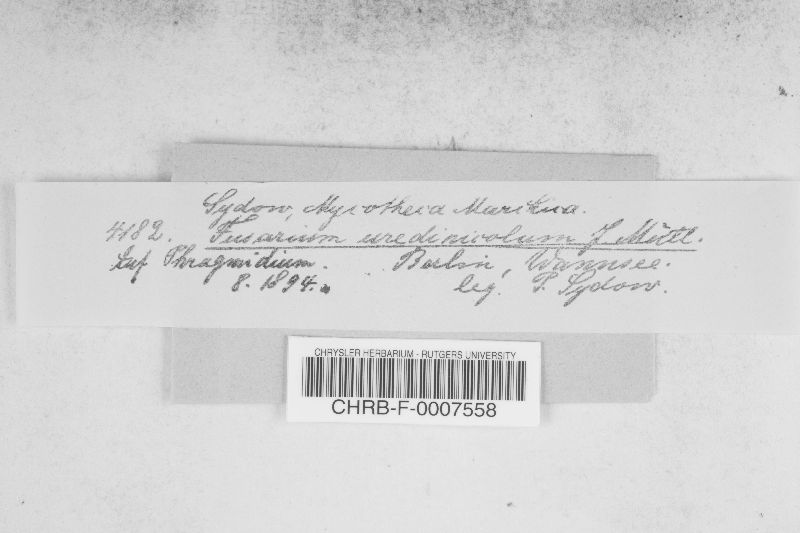 Sydow, Mycotheca Marchica.
4182. Fusarium uredinicolum J. Müll.
Auf Phragmidium. Berlin, Wannsee.
8. 1894. leg. P. Sydow.
CHRYSLER HERBARIUM - RUTGERS UNIVERSITY
CHRB-F-0007558